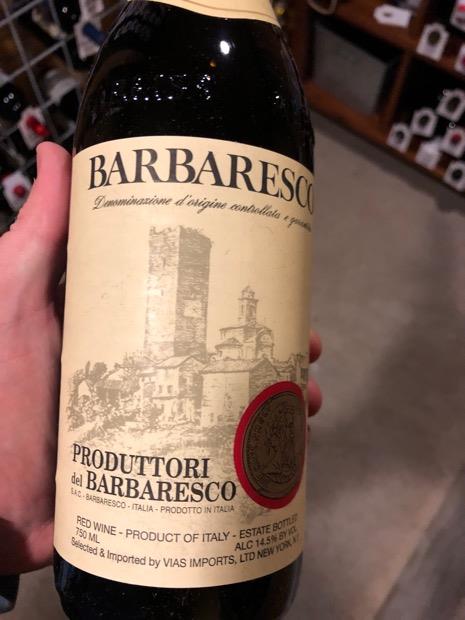 BARBARESCO
Denominazione d'origine controllata e
PRODUTTORI
del BARBARESCO
S.A.C. - BARBARESCO - ITALIA - PRODOTTO IN ITALIA
RED WINE - PRODUCT OF ITALY - ESTATE BOTTLED
750 ML
ALC 14.5% BY VOL.
Selected & Imported by VIAS IMPORTS, LTD NEW YORK, N.Y.